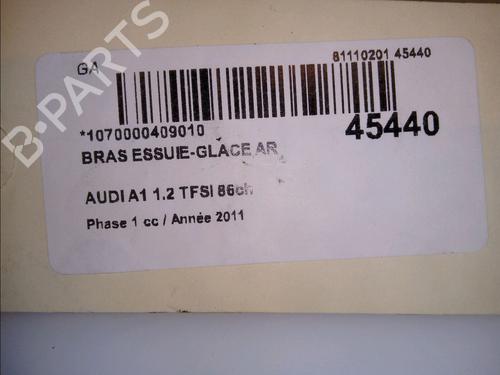 GA
81110201 45440
*1070000409010
45440
BRAS ESSUIE-GLACE AR
AUDI A1 1.2 TFSI 86ch
Phase 1 cc / Année 2011
B-PARTS